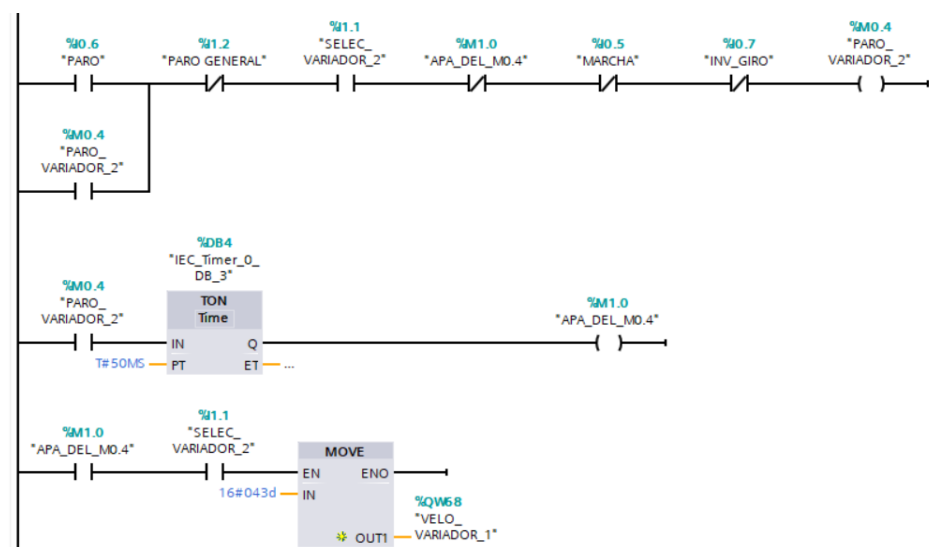 %I0.6
"PARO"
%I1.2
"PARO GENERAL"
%I1.1
"SELEC_
VARIADOR_2"
%M1.0
"APA_DEL_M0.4"
%I0.5
"MARCHA"
%I0.7
"INV_GIRO"
%M0.4
"PARO_
VARIADOR_2"
%M0.4
"PARO_
VARIADOR_2"
%DB4
"IEC_Timer_0_
DB_3"
%M0.4
"PARO_
VARIADOR_2"
TON
Time
IN
Q
T#50MS
PT
ET
...
%M1.0
"APA_DEL_M0.4"
%M1.0
"APA_DEL_M0.4"
%I1.1
"SELEC_
VARIADOR_2"
MOVE
EN
ENO
16#043d
IN
OUT1
%QW68
"VELO_
VARIADOR_1"